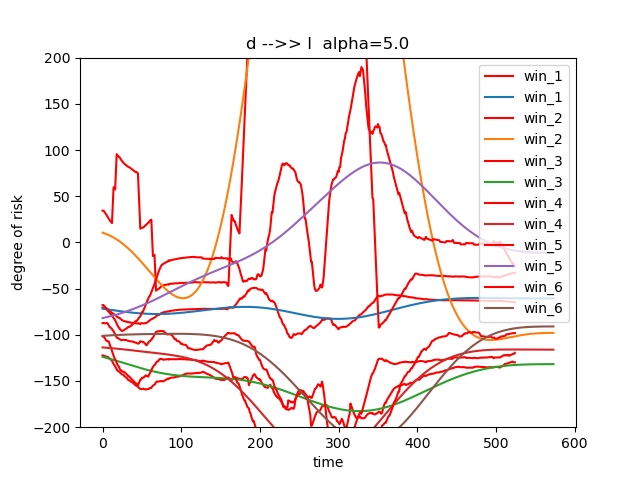 d -->> l  alpha=5.0
degree of risk
200
150
100
50
0
−50
−100
−150
−200
0
100
200
300
400
500
600
time
win_1
win_1
win_2
win_2
win_3
win_3
win_4
win_4
win_5
win_5
win_6
win_6